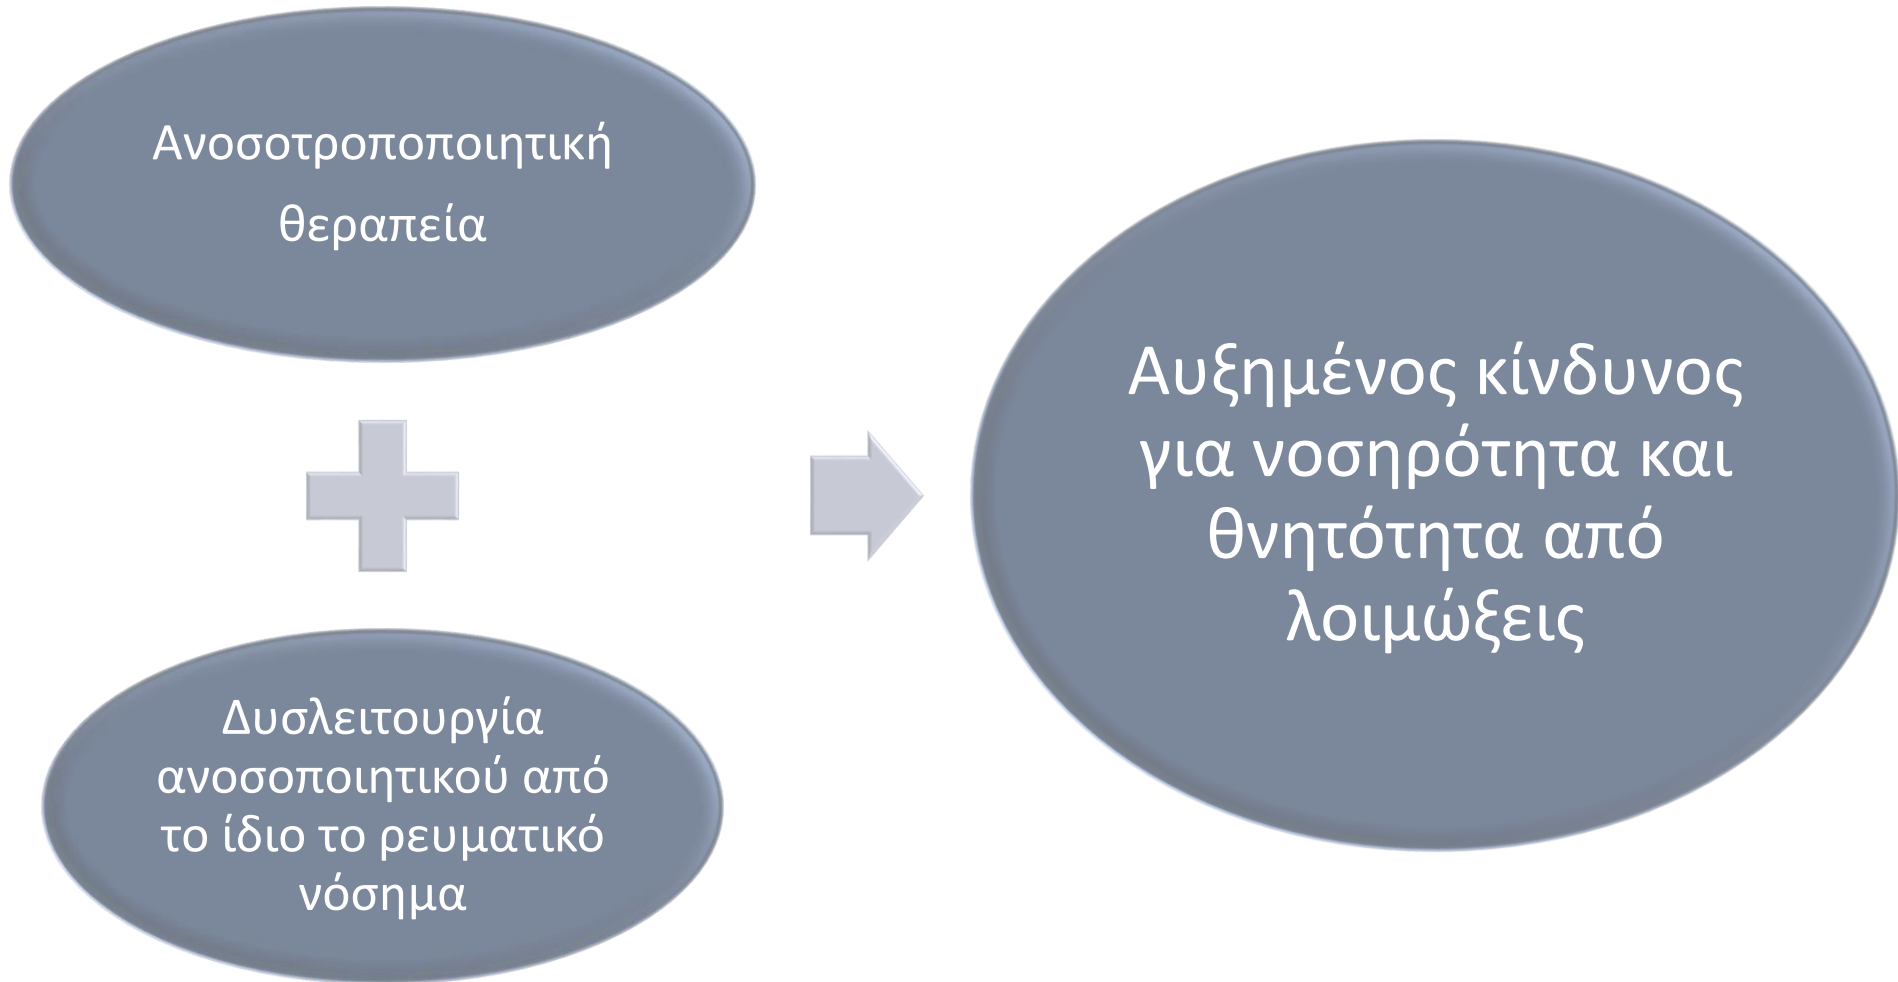 Ανοσοτροποποιητική
θεραπεία
Δυσλειτουργία
ανοσοποιητικού από
το ίδιο το ρευματικό
νόσημα
Αυξημένος κίνδυνος
για νοσηρότητα και
θνητότητα από
λοιμώξεις